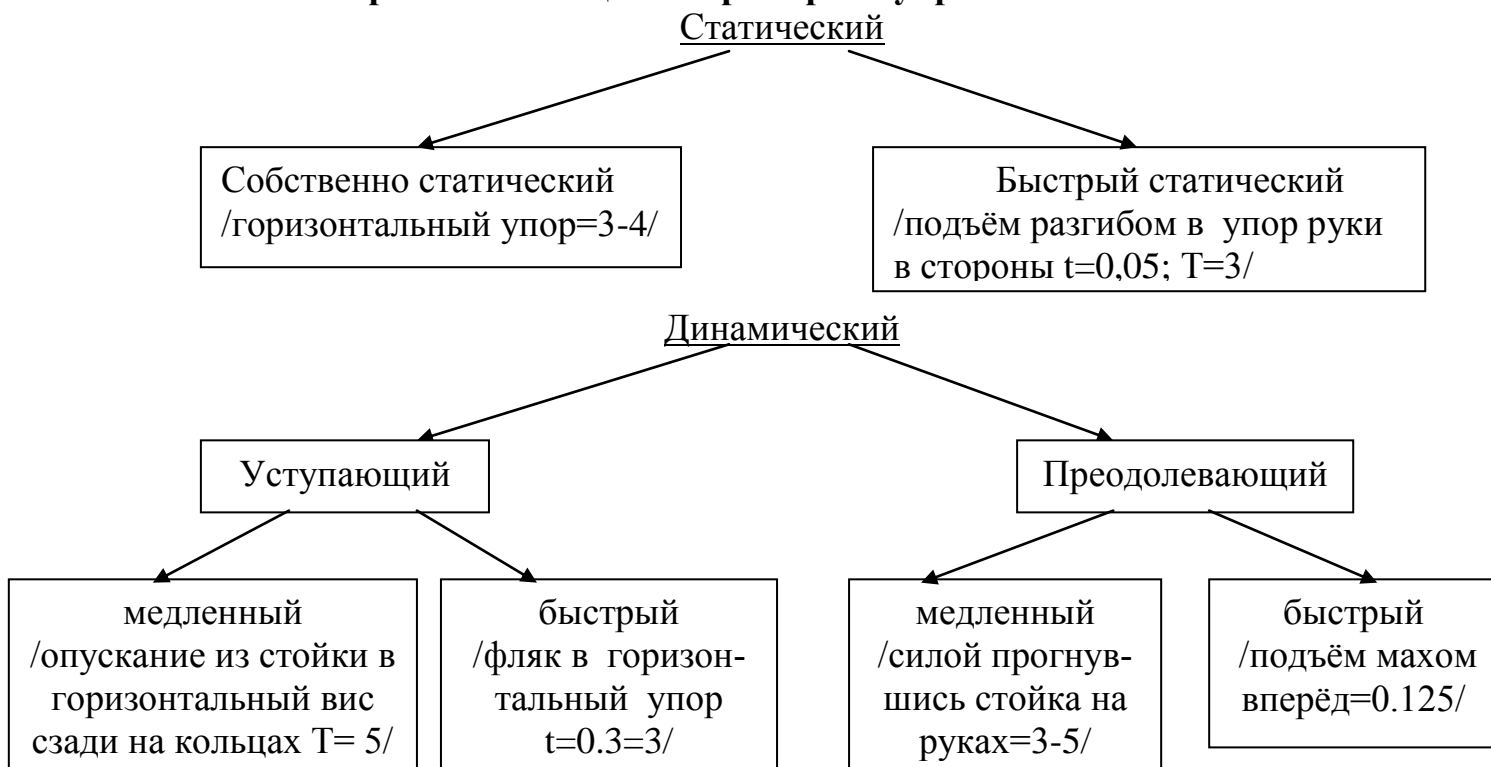 Статический
Собственно статический
/горизонтальный упор=3-4/
Быстрый статический
/подъём разгибом в упор руки
в стороны t=0,05; T=3/
Динамический
Уступающий
Преодолевающий
медленный
/опускание из стойки в
горизонтальный вис
сзади на кольцах T= 5/
быстрый
/фляк в горизон-
тальный упор
t=0.3=3/
медленный
/силой прогнув-
шись стойка на
руках=3-5/
быстрый
/подъём махом
вперёд=0.125/